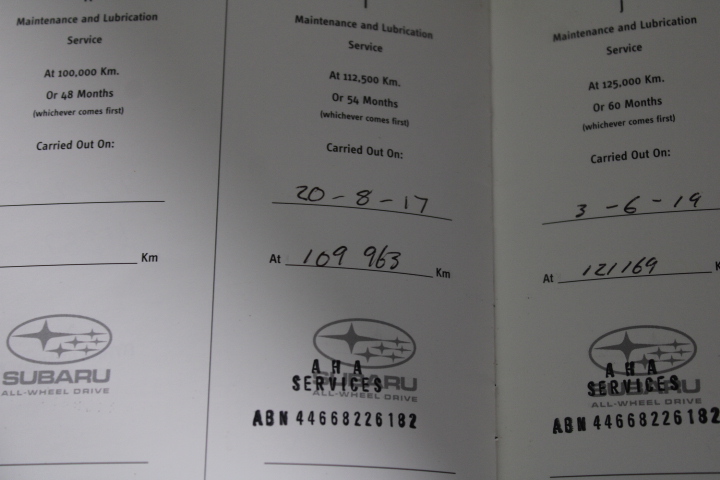 Maintenance and Lubrication
Service
At 100,000 Km.
Or 48 Months
(whichever comes first)
Carried Out On:
Km
SUBARU
ALL-WHEEL DRIVE
I
Maintenance and Lubrication
Service
At 112,500 Km.
Or 54 Months
(whichever comes first)
Carried Out On:
20-8-17
At 109 963 Km
SUBARU
ALL-WHEEL DRIVE
AHA
SERVICES
ABN 44668226182
J
Maintenance and Lubrication
Service
At 125,000 Km.
Or 60 Months
(whichever comes first)
Carried Out On:
3-6-19
At 121169 K
SUBARU
ALL-WHEEL DRIVE
AHA
SERVICES
ABN 44668226182